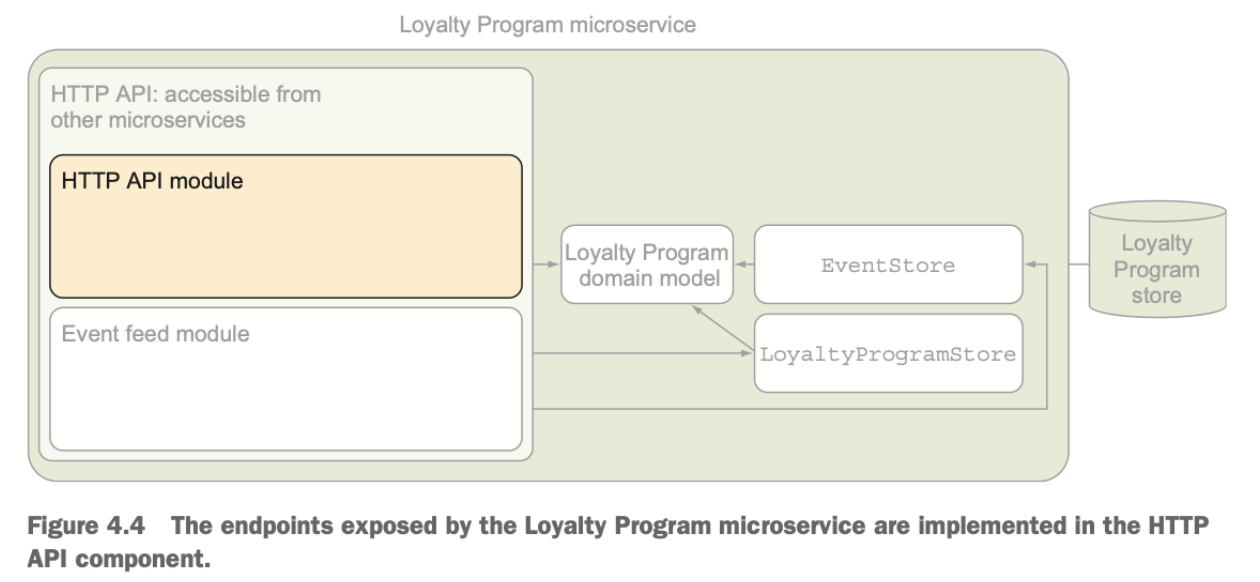 Loyalty Program microservice
HTTP API: accessible from
other microservices
HTTP API module
Event feed module
Loyalty Program
domain model
EventStore
LoyaltyProgramStore
Loyalty
Program
store
Figure 4.4 The endpoints exposed by the Loyalty Program microservice are implemented in the HTTP
API component.